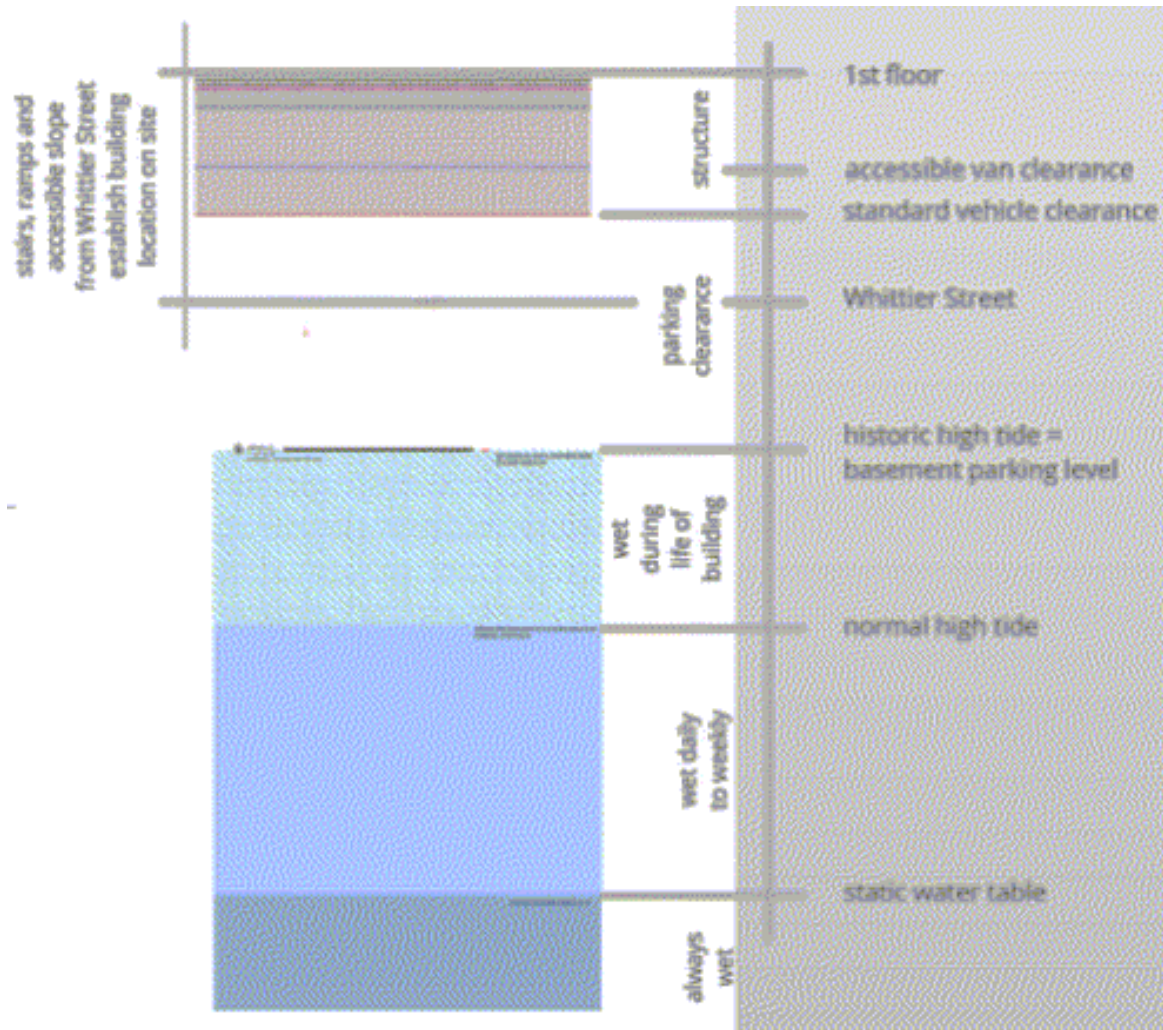 stairs, ramps and
accessible slope
from Whittier Street
establish building
location on site
structure
parking
clearance
wet
during
life of
building
wet daily
to weekly
always
wet
1st floor
accessible van clearance
standard vehicle clearance
Whittier Street
historic high tide =
basement parking level
normal high tide
static water table